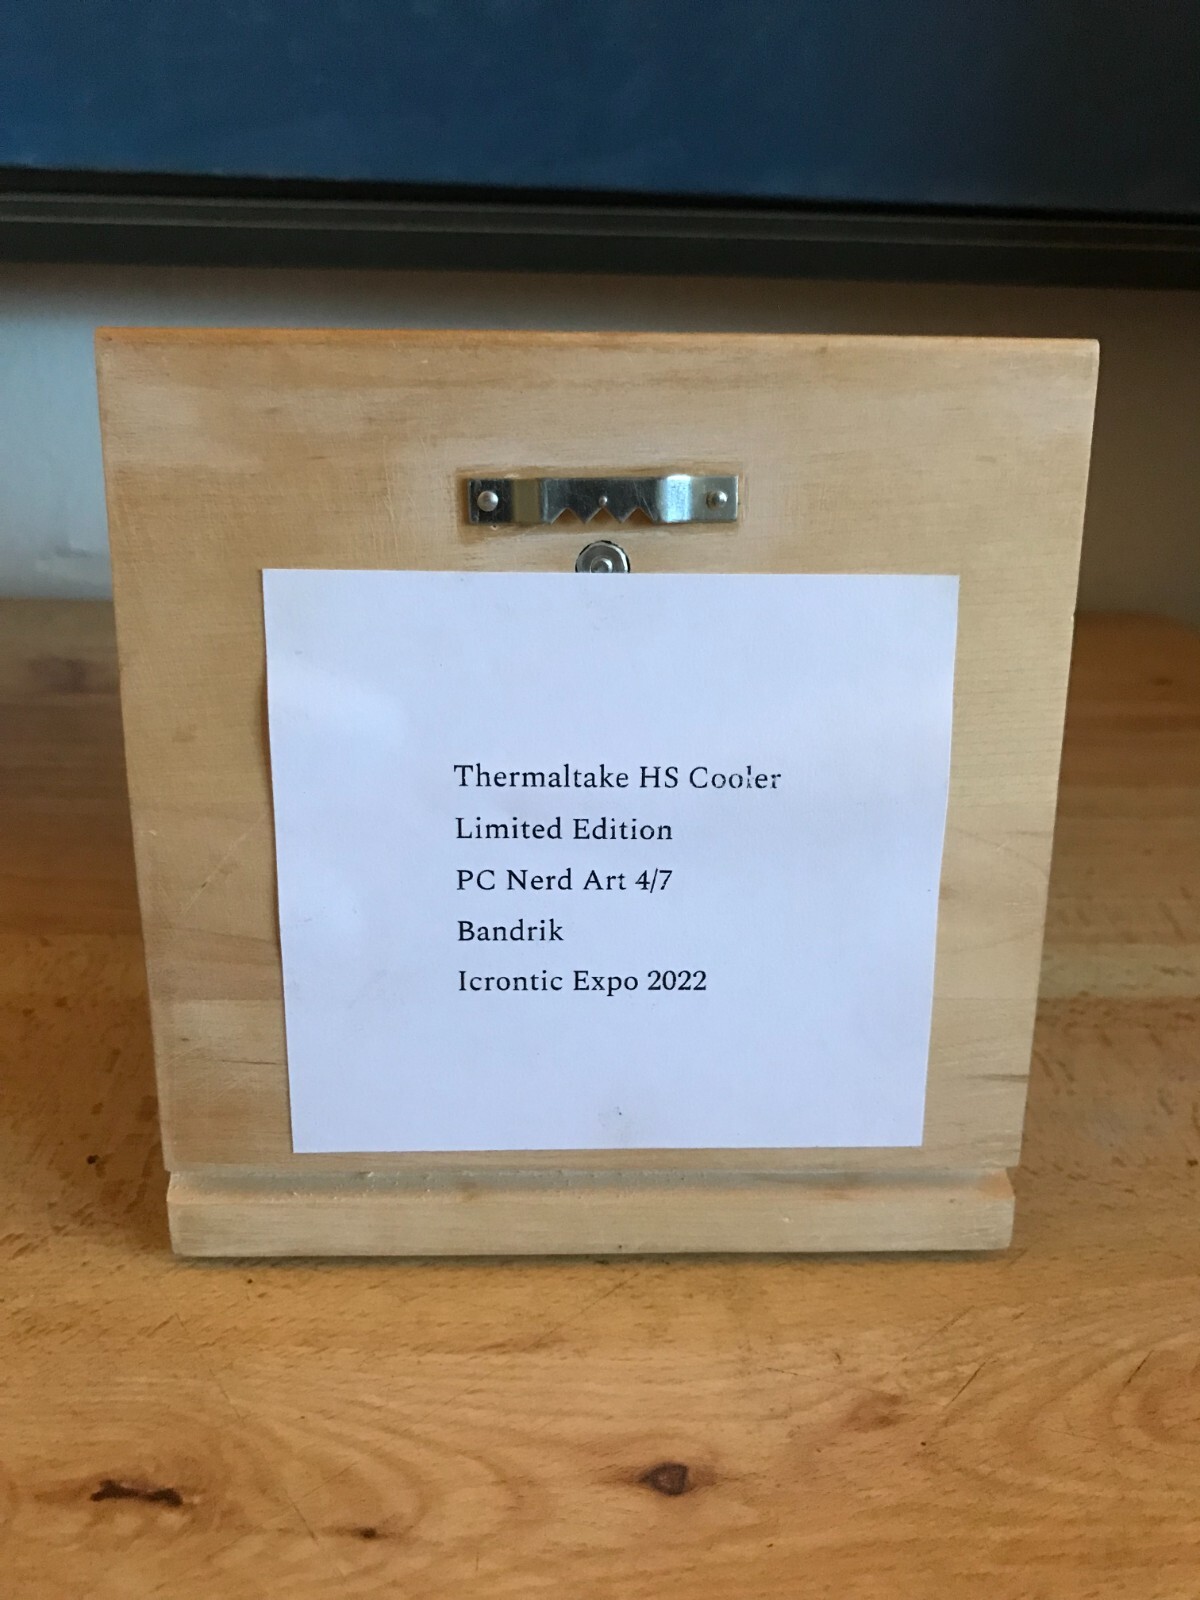 Thermaltake HS Cooler
Limited Edition
PC Nerd Art 4/7
Bandrik
Icrontic Expo 2022